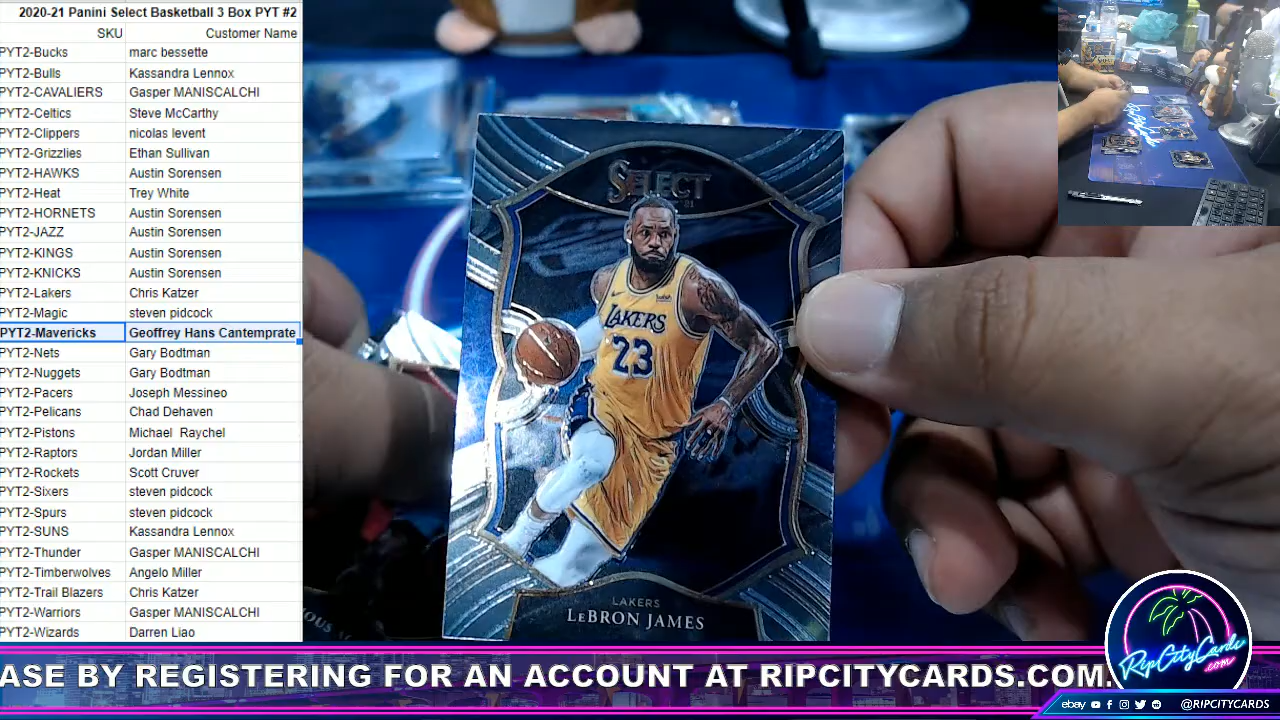 2020-21 Panini Select Basketball 3 Box PYT #2
SKU Customer Name
PYT2-Bucks marc bessette
PYT2-Bulls Kassandra Lennox
PYT2-CAVALIERS Gasper MANISCALCHI
PYT2-Celtics Steve McCarthy
PYT2-Clippers nicolas levent
PYT2-Grizzlies Ethan Sullivan
PYT2-HAWKS Austin Sorensen
PYT2-Heat Trey White
PYT2-HORNETS Austin Sorensen
PYT2-JAZZ Austin Sorensen
PYT2-KINGS Austin Sorensen
PYT2-KNICKS Austin Sorensen
PYT2-Lakers Chris Katzer
PYT2-Magic steven pidcock
PYT2-Mavericks Geoffrey Hans Cantemprate
PYT2-Nets Gary Bodtman
PYT2-Nuggets Gary Bodtman
PYT2-Pacers Joseph Messineo
PYT2-Pelicans Chad Dehaven
PYT2-Pistons Michael  Raychel
PYT2-Raptors Jordan Miller
PYT2-Rockets Scott Cruver
PYT2-Sixers steven pidcock
PYT2-Spurs steven pidcock
PYT2-SUNS Kassandra Lennox
PYT2-Thunder Gasper MANISCALCHI
PYT2-Timberwolves Angelo Miller
PYT2-Trail Blazers Chris Katzer
PYT2-Warriors Gasper MANISCALCHI
PYT2-Wizards Darren Liao
SELECT
LAKERS
23
LAKERS
LEBRON JAMES
RipCityCards
.com
ASE BY REGISTERING FOR AN ACCOUNT AT RIPCITYCARDS.COM.
ebay @RIPCITYCARDS